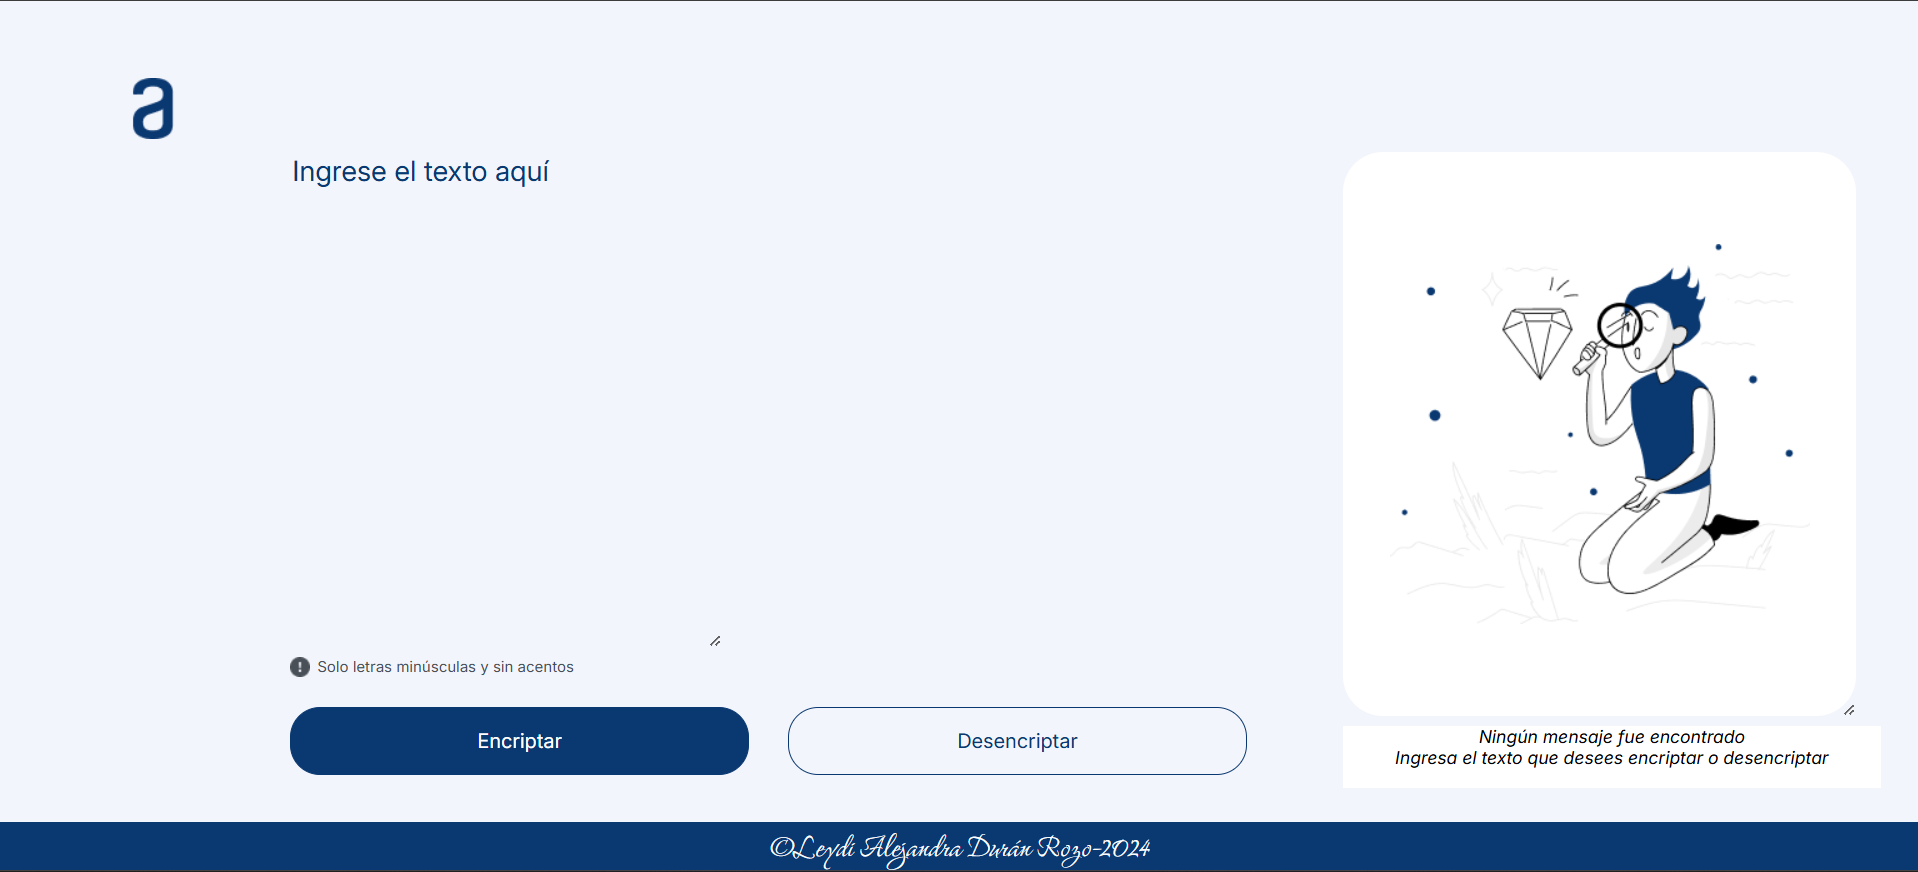 a
Ingrese el texto aquí
Solo letras minúsculas y sin acentos
Encriptar
Desencriptar
Ningún mensaje fue encontrado
Ingresa el texto que desees encriptar o desencriptar
©Leydi Alejandra Durán Rozo-2024